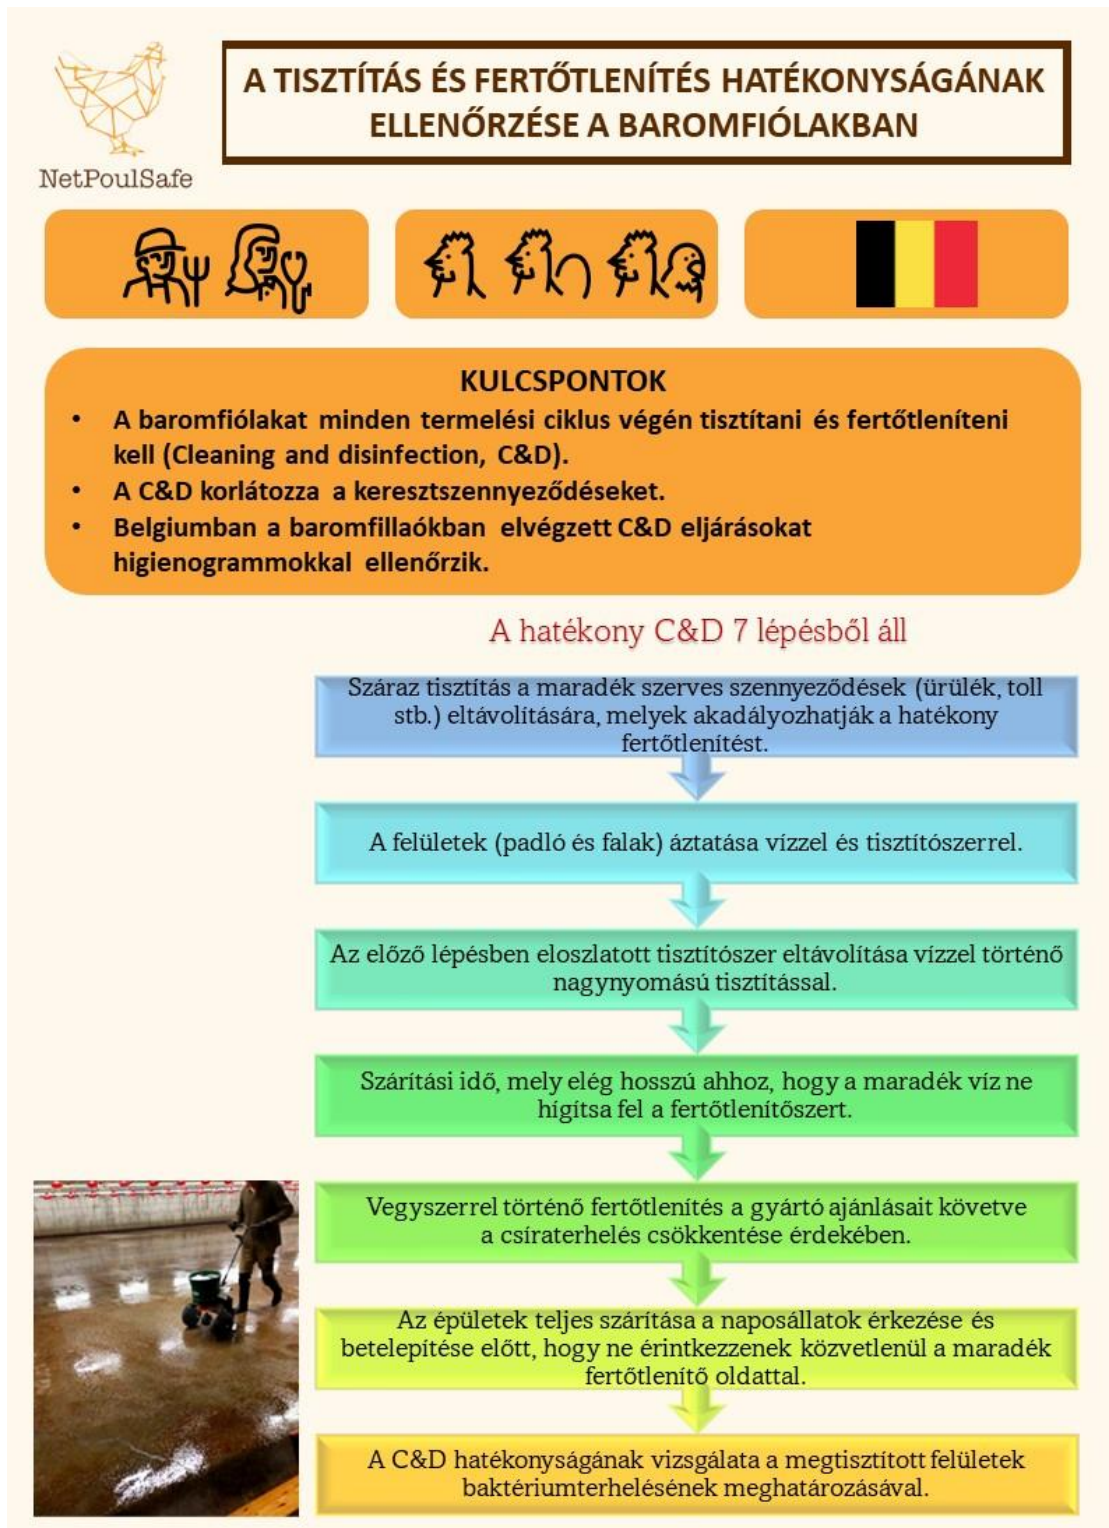 A TISZTÍTÁS ÉS FERTŐTLENÍTÉS HATÉKONYSÁGÁNAK
ELLENŐRZÉSE A BAROMFIÓLAKBAN
NetPoulSafe
KULCSPONTOK
• A baromfiólakat minden termelési ciklus végén tisztítani és fertőtleníteni
kell (Cleaning and disinfection, C&D).
• A C&D korlátozza a keresztszennyeződéseket.
• Belgiumban a baromfillaókban elvégzett C&D eljárásokat
higienogrammokkal ellenőrzik.
A hatékony C&D 7 lépésből áll
Száraz tisztítás a maradék szerves szennyeződések (ürülék, toll
stb.) eltávolítására, melyek akadályozhatják a hatékony
fertőtlenítést.
A felületek (padló és falak) áztatása vízzel és tisztítószerrel.
Az előző lépésben eloszlatott tisztítószer eltávolítása vízzel történő
nagynyomású tisztítással.
Szárítási idő, mely elég hosszú ahhoz, hogy a maradék víz ne
hígítsa fel a fertőtlenítőszert.
Vegyszerrel történő fertőtlenítés a gyártó ajánlásait követve
a csíraterhelés csökkentése érdekében.
Az épületek teljes szárítása a naposállatok érkezése és
betelepítése előtt, hogy ne érintkezzenek közvetlenül a maradék
fertőtlenítő oldattal.
A C&D hatékonyságának vizsgálata a megtisztított felületek
baktériumterhelésének meghatározásával.